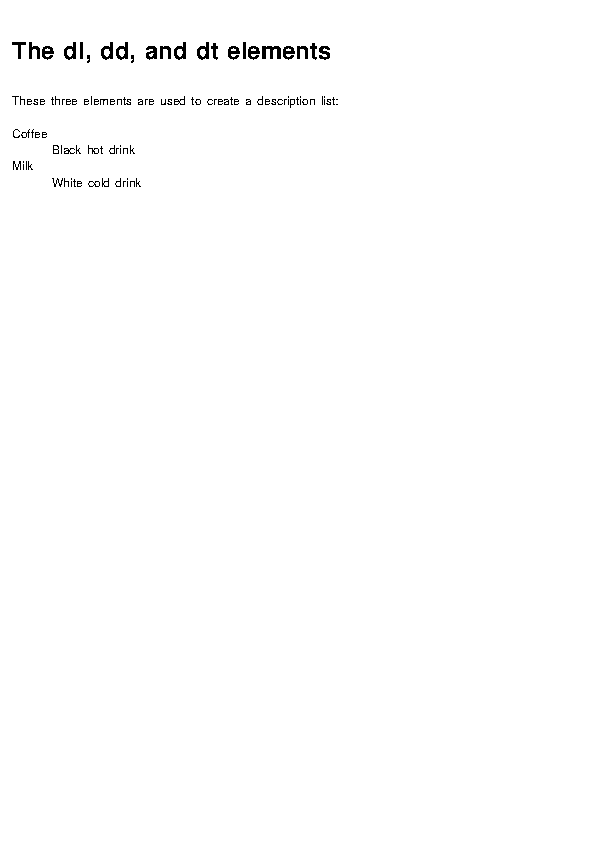 The dl, dd, and dt elements
These three elements are used to create a description list:
Coffee
Black hot drink
Milk
White cold drink